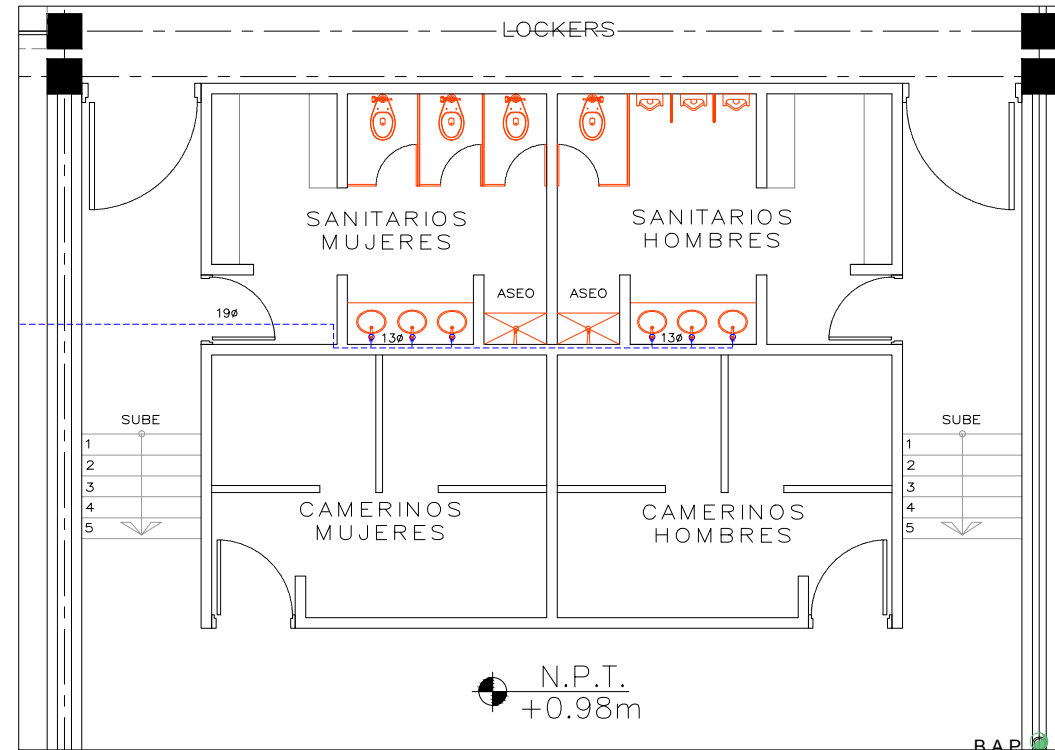 LOCKERS
SANITARIOS
MUJERES
SANITARIOS
HOMBRES
ASEO
ASEO
19ø
13ø
13ø
SUBE
1
2
3
4
5
SUBE
1
2
3
4
5
CAMERINOS
MUJERES
CAMERINOS
HOMBRES
N.P.T.
+0.98m
B.A.P